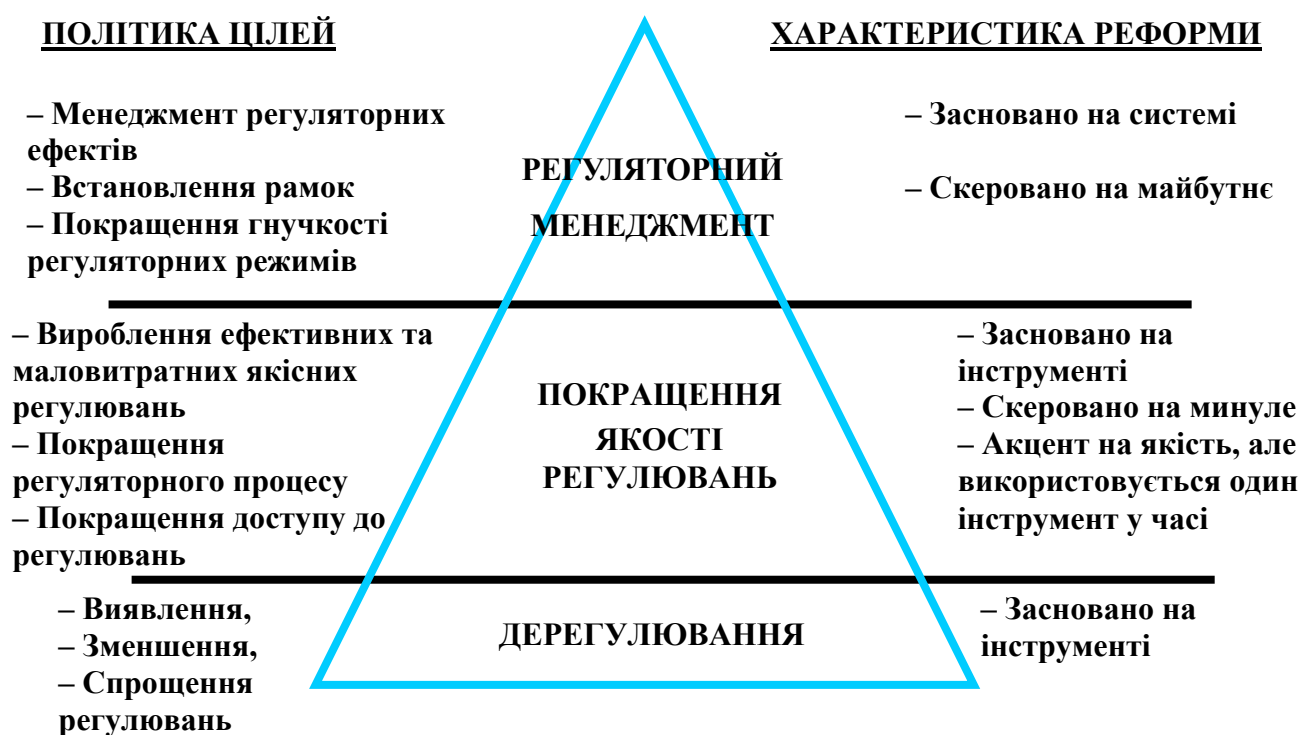 ПОЛІТИКА ЦІЛЕЙ
ХАРАКТЕРИСТИКА РЕФОРМИ
– Менеджмент регуляторних
ефектів
– Встановлення рамок
– Покращення гнучкості
регуляторних режимів
РЕГУЛЯТОРНИЙ
МЕНЕДЖМЕНТ
– Засновано на системі
– Скеровано на майбутнє
– Вироблення ефективних та
маловитратних якісних
регулювань
– Покращення
регуляторного процесу
– Покращення доступу до
регулювань
ПОКРАЩЕННЯ
ЯКОСТІ
РЕГУЛЮВАНЬ
– Засновано на
інструменті
– Скеровано на минуле
– Акцент на якість, але
використовується один
інструмент у часі
– Виявлення,
– Зменшення,
– Спрощення
регулювань
ДЕРЕГУЛЮВАННЯ
– Засновано на
інструменті